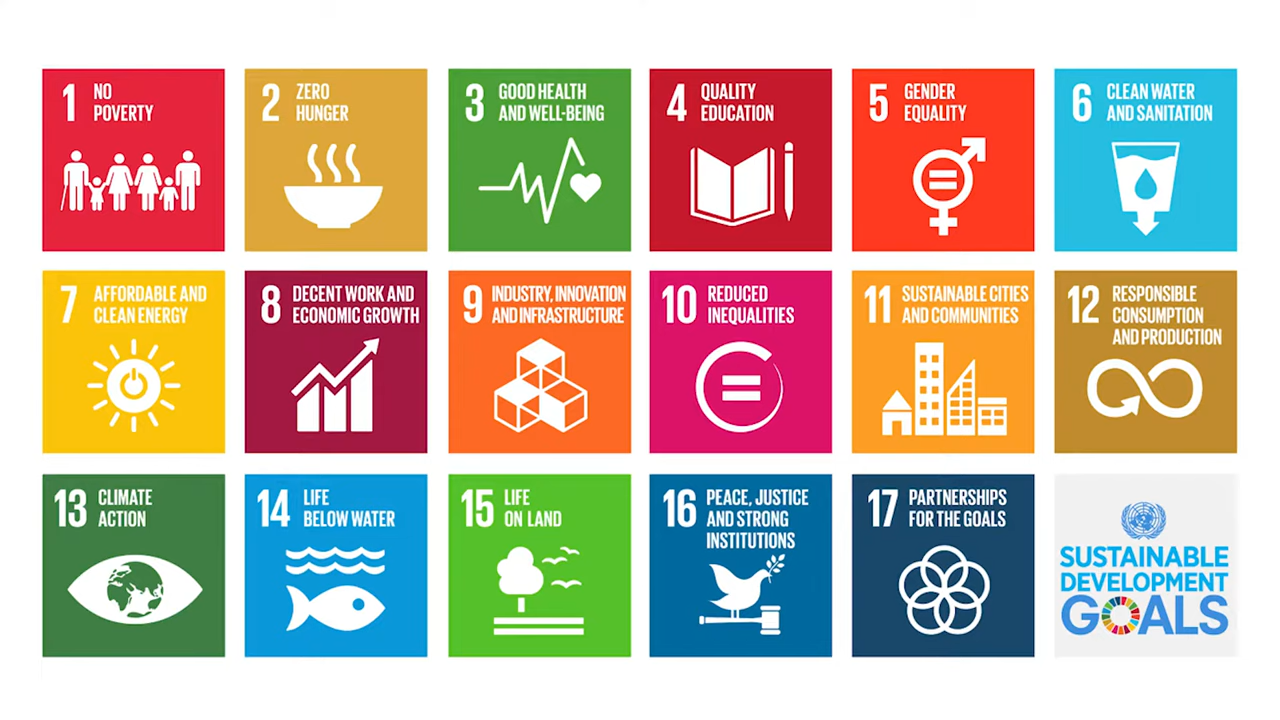 1 NO
POVERTY
2 ZERO
HUNGER
3 GOOD HEALTH
AND WELL-BEING
4 QUALITY
EDUCATION
5 GENDER
EQUALITY
6 CLEAN WATER
AND SANITATION
7 AFFORDABLE AND
CLEAN ENERGY
8 DECENT WORK AND
ECONOMIC GROWTH
9 INDUSTRY, INNOVATION
AND INFRASTRUCTURE
10 REDUCED
INEQUALITIES
11 SUSTAINABLE CITIES
AND COMMUNITIES
12 RESPONSIBLE
CONSUMPTION
AND PRODUCTION
13 CLIMATE
ACTION
14 LIFE
BELOW WATER
15 LIFE
ON LAND
16 PEACE, JUSTICE
AND STRONG
INSTITUTIONS
17 PARTNERSHIPS
FOR THE GOALS
SUSTAINABLE
DEVELOPMENT
GOALS